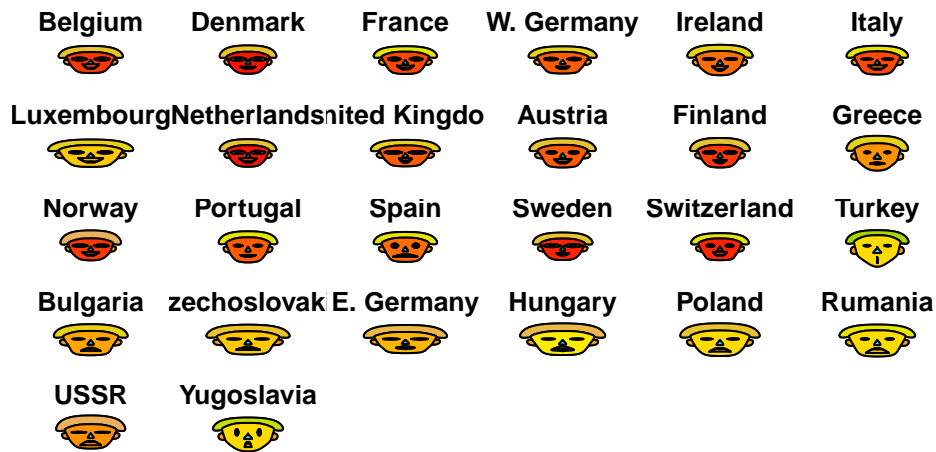 Belgium Denmark France W. Germany Ireland Italy
Luxembourg Netherlands nited Kingdo Austria Finland Greece
Norway Portugal Spain Sweden Switzerland Turkey
Bulgaria zechoslovak E. Germany Hungary Poland Rumania
USSR Yugoslavia